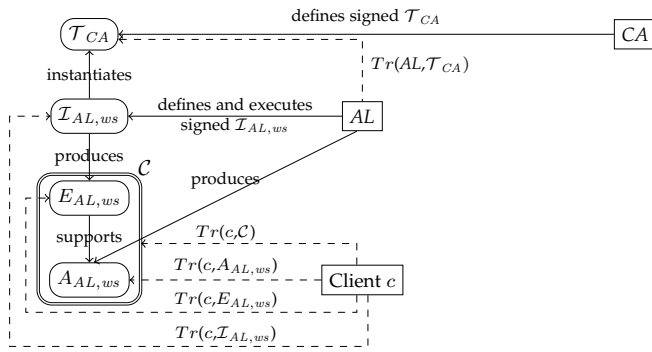 defines signed 𝒯_CA
𝒯_CA
CA
instantiates
Tr(AL,𝒯_CA)
ℐ_AL,ws
defines and executes
signed ℐ_AL,ws
AL
produces
𝒞
E_AL,ws
produces
supports
Tr(c,𝒞)
A_AL,ws
Tr(c,A_AL,ws)
Client c
Tr(c,E_AL,ws)
Tr(c,ℐ_AL,ws)